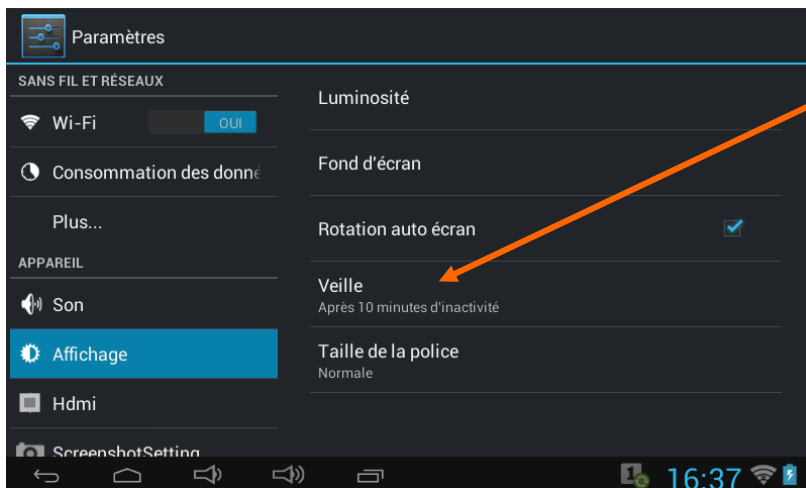 Paramètres
SANS FIL ET RÉSEAUX
Wi-Fi
OUI
Consommation des donné
Plus...
APPAREIL
Son
Affichage
Hdmi
ScreenshotSetting
Luminosité
Fond d'écran
Rotation auto écran
Veille
Après 10 minutes d'inactivité
Taille de la police
Normale
1
16:37